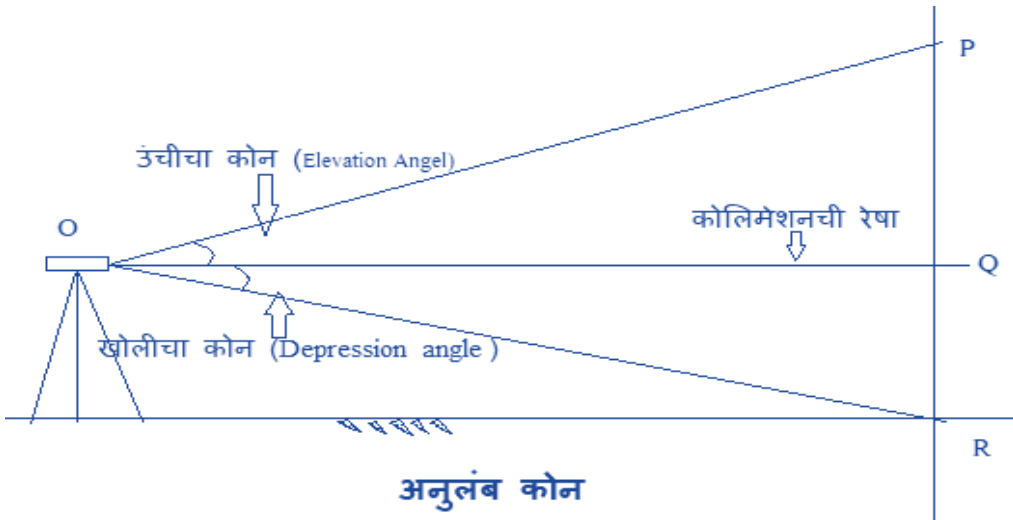 P
उंचीचा कोन (Elevation Angel)
कोलिमेशनची रेषा
O
Q
खोलीचा कोन (Depression angle )
R
अनुलंब कोन